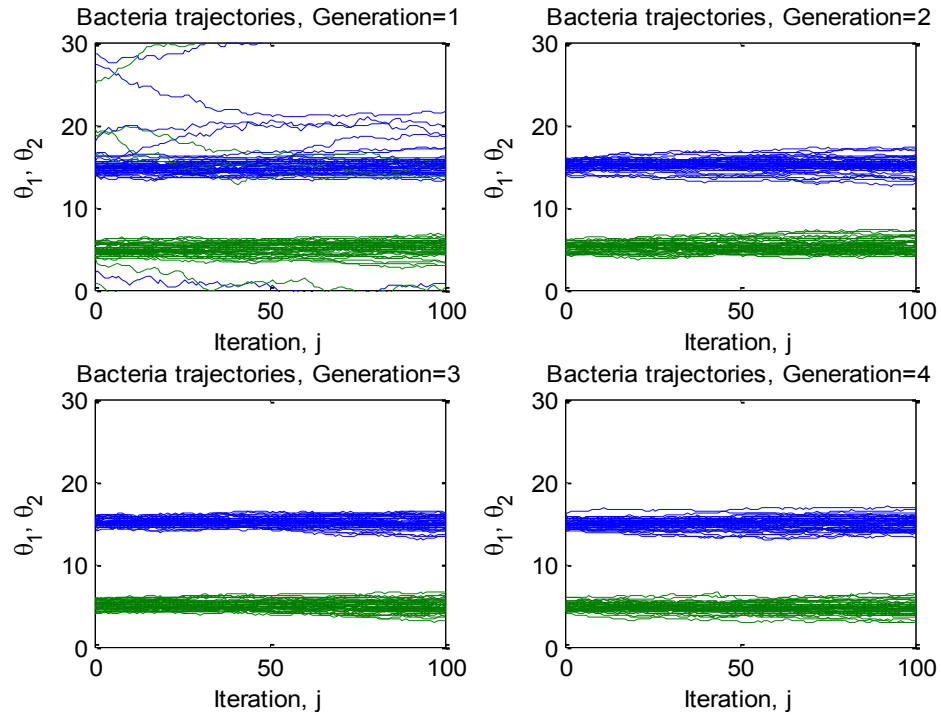 Bacteria trajectories, Generation=1
30
20
10
0
0 50 100
θ₁, θ₂
Iteration, j
Bacteria trajectories, Generation=2
30
20
10
0
0 50 100
θ₁, θ₂
Iteration, j
Bacteria trajectories, Generation=3
30
20
10
0
0 50 100
θ₁, θ₂
Iteration, j
Bacteria trajectories, Generation=4
30
20
10
0
0 50 100
θ₁, θ₂
Iteration, j